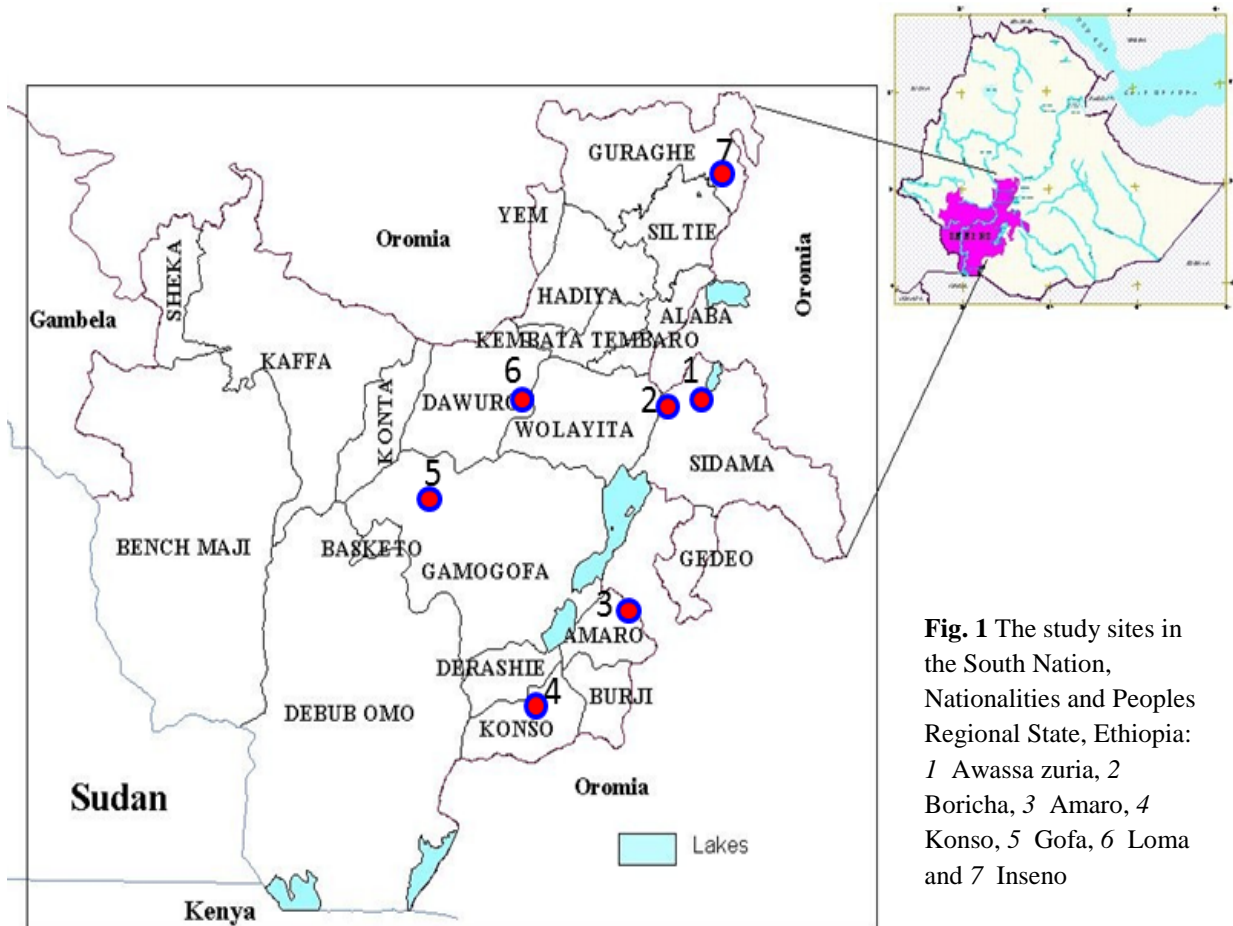 GURAGHE
7
YEM
SILTIE
Oromia
Oromia
SHEKA
HADIYA
Gambela
ALABA
KEMBATA TEMBARO
KAFFA
1
6
KONTA
DAWURO
2
WOLAYITA
SIDAMA
5
BENCH MAJI
BASKETO
GEDEO
GAMOGOFA
3
AMARO
DERASHIE
4
BURJI
DEBUB OMO
KONSO
Sudan
Oromia
Lakes
Kenya
Fig. 1 The study sites in
the South Nation,
Nationalities and Peoples
Regional State, Ethiopia:
1 Awassa zuria, 2
Boricha, 3 Amaro, 4
Konso, 5 Gofa, 6 Loma
and 7 Inseno